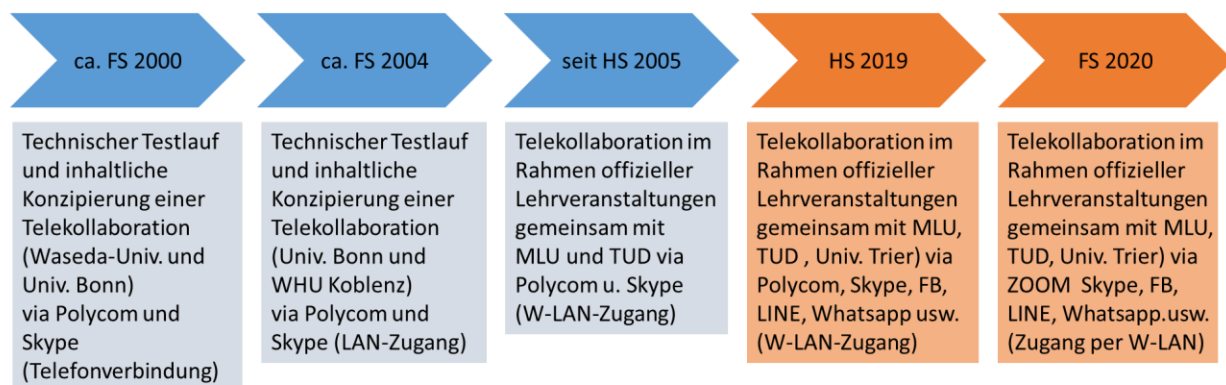 ca. FS 2000
ca. FS 2004
seit HS 2005
HS 2019
FS 2020
Technischer Testlauf
und inhaltliche
Konzipierung einer
Telekollaboration
(Waseda-Univ. und
Univ. Bonn)
via Polycom und
Skype
(Telefonverbindung)
Technischer Testlauf
und inhaltliche
Konzipierung einer
Telekollaboration
(Univ. Bonn und
WHU Koblenz)
via Polycom und
Skype (LAN-Zugang)
Telekollaboration im
Rahmen offizieller
Lehrveranstaltungen
gemeinsam mit
MLU und TUD via
Polycom u. Skype
(W-LAN-Zugang)
Telekollaboration im
Rahmen offizieller
Lehrveranstaltungen
gemeinsam mit MLU,
TUD , Univ. Trier) via
Polycom, Skype, FB,
LINE, Whatsapp usw.
(W-LAN-Zugang)
Telekollaboration im
Rahmen offizieller
Lehrveranstaltungen
gemeinsam mit MLU,
TUD, Univ. Trier) via
ZOOM Skype, FB,
LINE, Whatsapp.usw.
(Zugang per W-LAN)